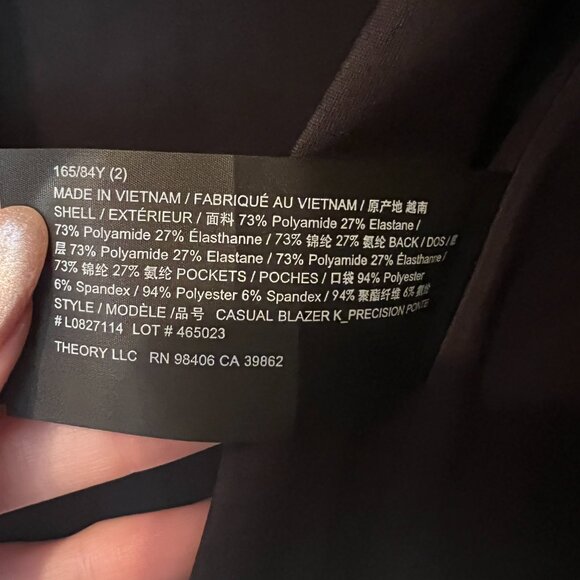 165/84Y (2)
MADE IN VIETNAM / FABRIQUÉ AU VIETNAM / 原产地 越南
SHELL / EXTÉRIEUR / 面料 73% Polyamide 27% Elastane /
73% Polyamide 27% Élasthanne / 73% 锦纶 27% 氨纶 BACK / DOS /
层 73% Polyamide 27% Elastane / 73% Polyamide 27% Élasthanne /
73% 锦纶 27% 氨纶 POCKETS / POCHES / 口袋 94% Polyester
6% Spandex / 94% Polyester 6% Spandex / 94% 聚酯纤维 6% 氨纶
STYLE / MODÈLE /品号 CASUAL BLAZER K_PRECISION PONTE
# L0827114 LOT # 465023
THEORY LLC RN 98406 CA 39862